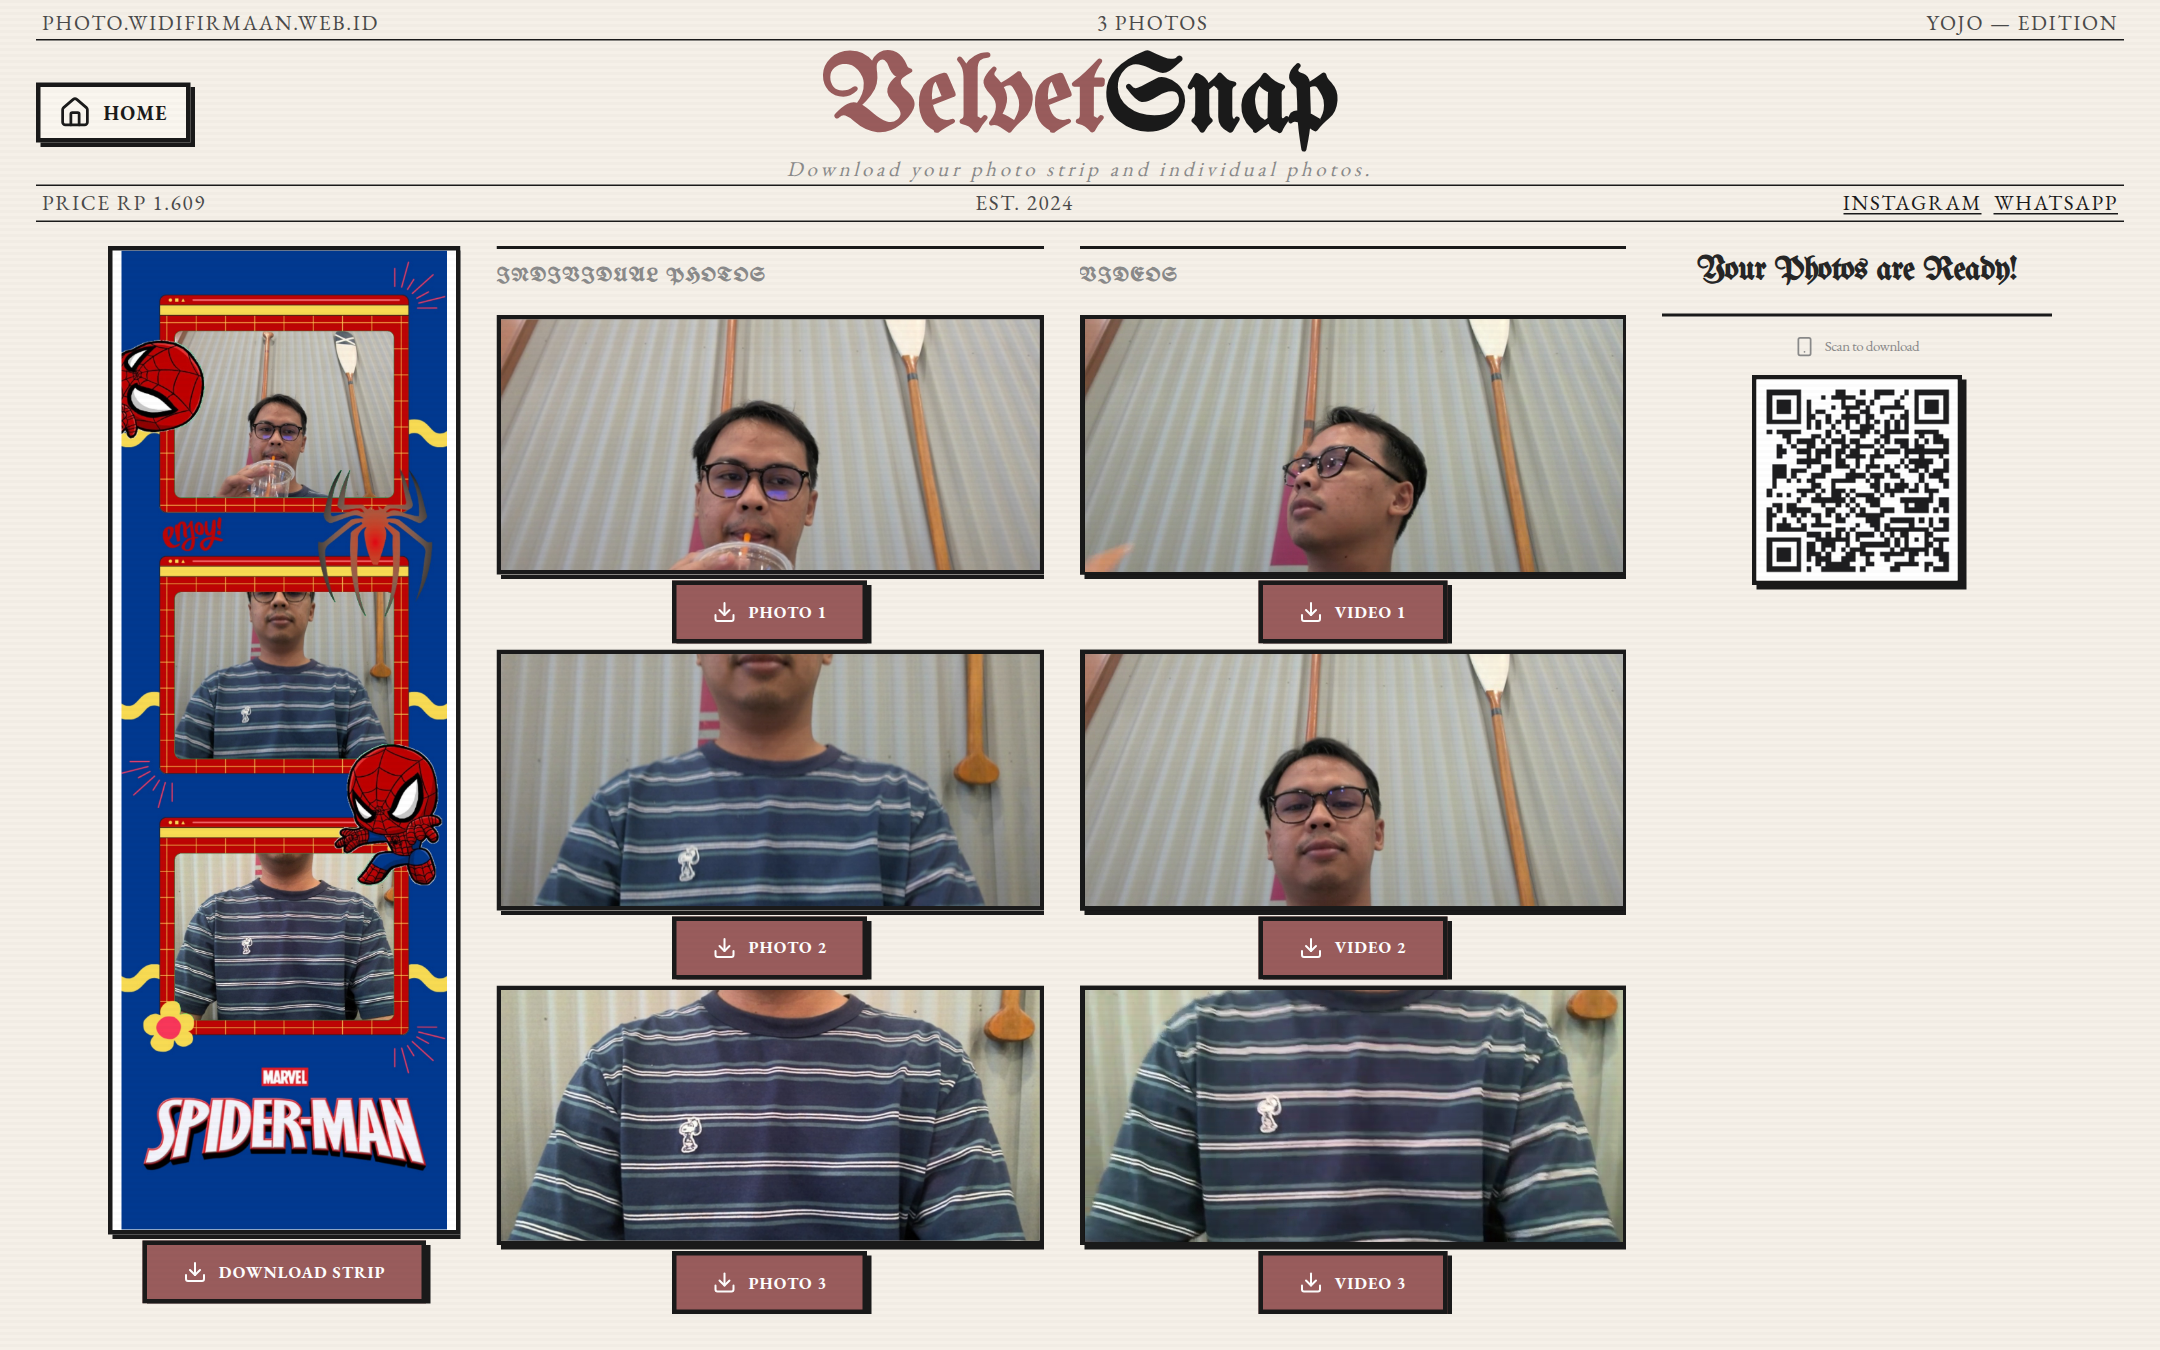 PHOTO.WIDIFIRMAAN.WEB.ID
3 PHOTOS
YOJO — EDITION
HOME
VelvetSnap
Download your photo strip and individual photos.
PRICE RP 1.609
EST. 2024
INSTAGRAM WHATSAPP
enjoy!
MARVEL
SPIDER-MAN
DOWNLOAD STRIP
INDIVIDUAL PHOTOS
PHOTO 1
PHOTO 2
PHOTO 3
VIDEOS
VIDEO 1
VIDEO 2
VIDEO 3
Your Photos are Ready!
Scan to download